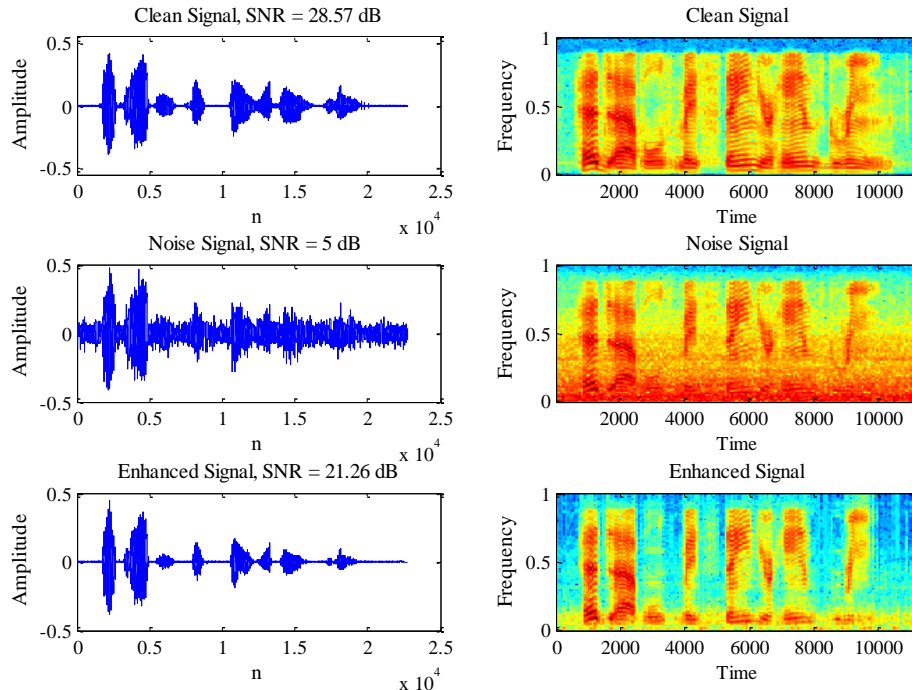 Clean Signal, SNR = 28.57 dB
Amplitude
0.5
0
-0.5
0 0.5 1 1.5 2 2.5
n
x 10^4
Clean Signal
Frequency
1
0.5
0
2000 4000 6000 8000 10000
Time
Noise Signal, SNR = 5 dB
Amplitude
0.5
0
-0.5
0 0.5 1 1.5 2 2.5
n
x 10^4
Noise Signal
Frequency
1
0.5
0
2000 4000 6000 8000 10000
Time
Enhanced Signal, SNR = 21.26 dB
Amplitude
0.5
0
-0.5
0 0.5 1 1.5 2 2.5
n
x 10^4
Enhanced Signal
Frequency
1
0.5
0
2000 4000 6000 8000 10000
Time